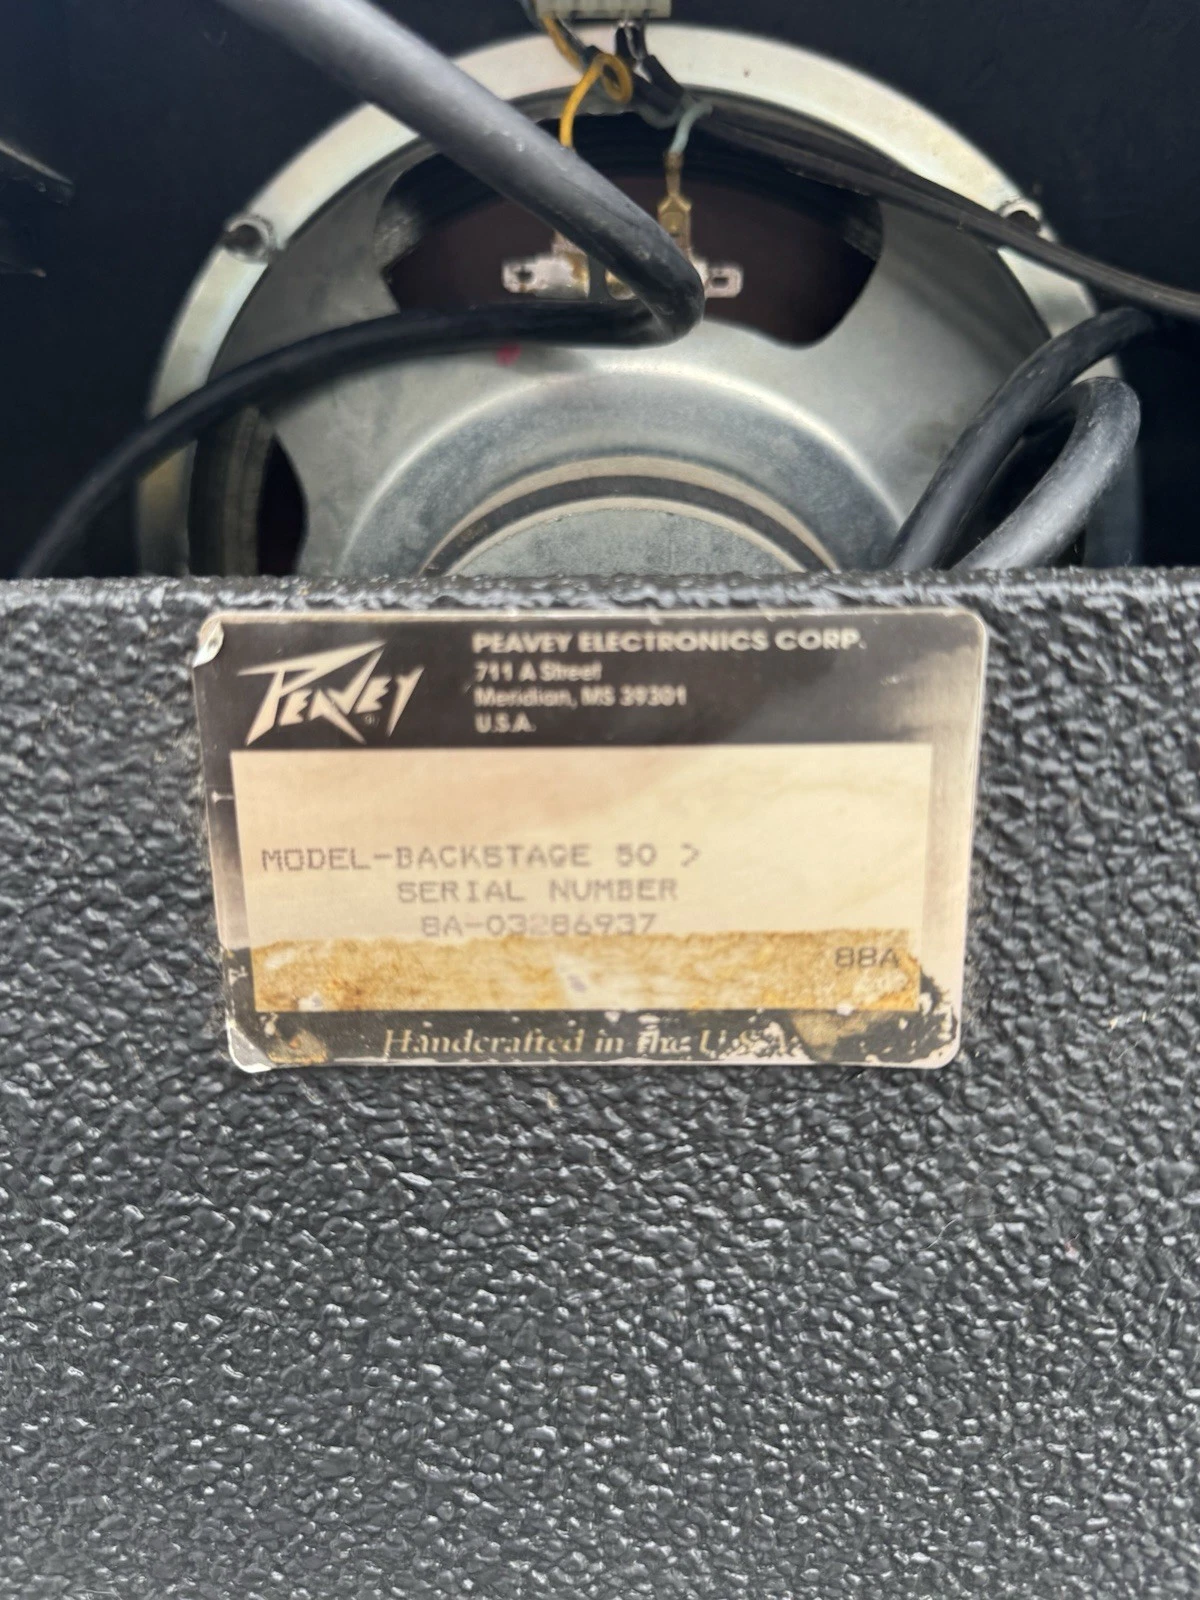 PEAVEY
PEAVEY ELECTRONICS CORP.
711 A Street
Meridian, MS 39301
U.S.A.
MODEL-BACKSTAGE 50 >
SERIAL NUMBER
8A-03286937
88A
Handcrafted in the U.S.A.